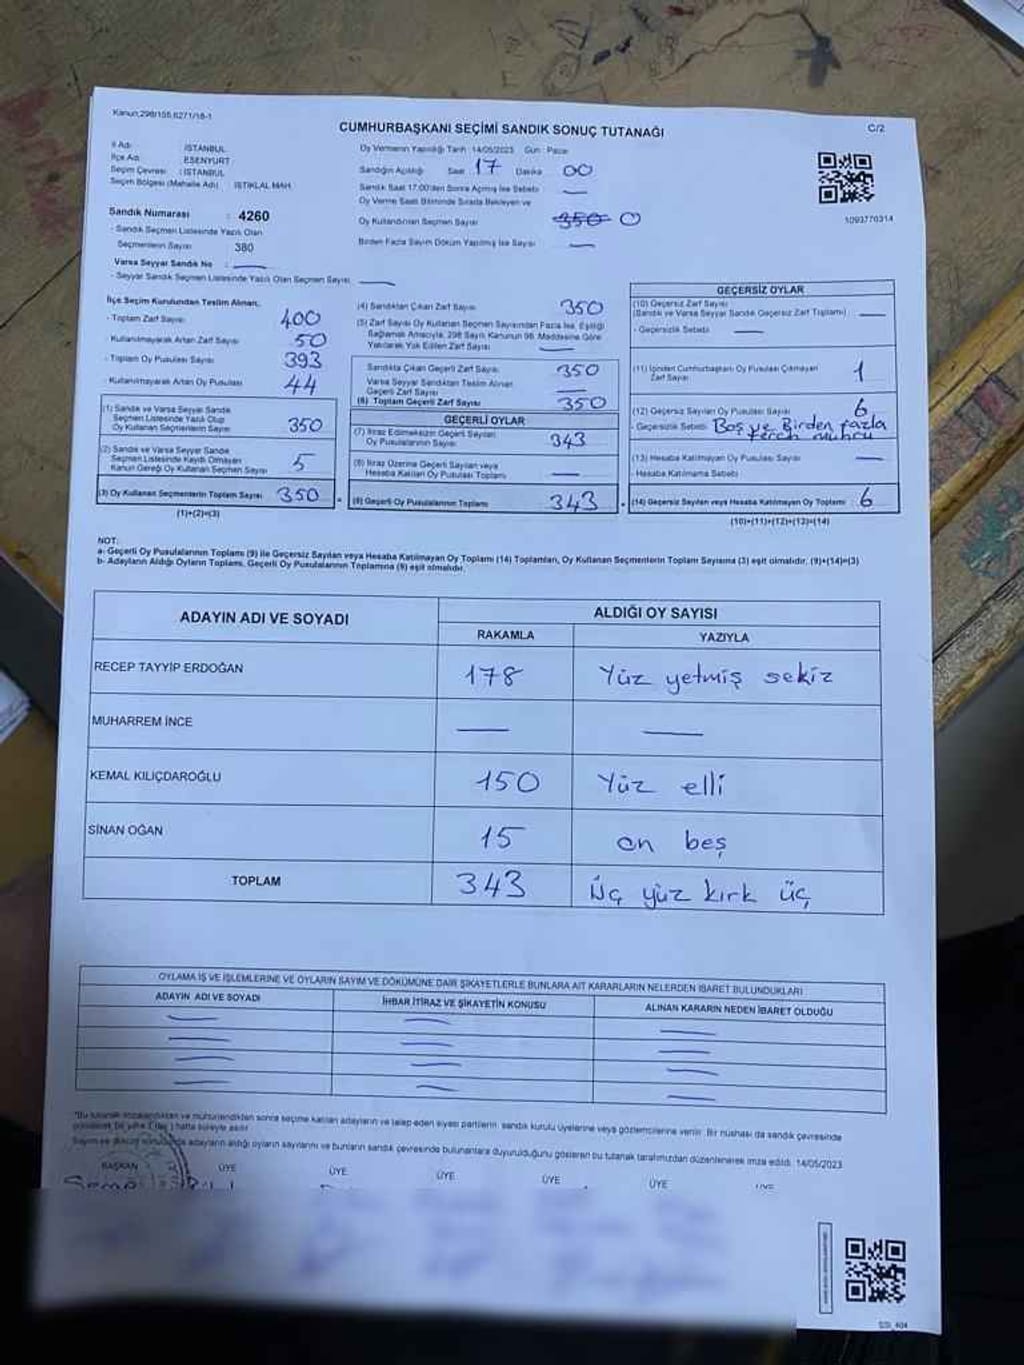 Kanun:298/155,6271/18-1
C/2
CUMHURBAŞKANI SEÇİMİ SANDIK SONUÇ TUTANAĞI
İl Adı : İSTANBUL
İlçe Adı : ESENYURT
Seçim Çevresi : İSTANBUL
Seçim Bölgesi (Mahalle Adı) : İSTİKLAL MAH.
Oy Vermenin Yapıldığı Tarih : 14/05/2023 Gün : Pazar
Sandığın Açıldığı Saat 17 Dakika 00
Sandık Saat 17:00'den Sonra Açılmış İse Sebebi
Oy Verme Saati Bitiminde Sırada Bekleyen ve
Oy Kullandırılan Seçmen Sayısı 350 0
Birden Fazla Sayım Döküm Yapılmış İse Sayısı
1093770314
Sandık Numarası : 4260
- Sandık Seçmen Listesinde Yazılı Olan
Seçmenlerin Sayısı 380
Varsa Seyyar Sandık No :
- Seyyar Sandık Seçmen Listesinde Yazılı Olan Seçmen Sayısı
İlçe Seçim Kurulundan Teslim Alınan;
- Toplam Zarf Sayısı 400
- Kullanılmayarak Artan Zarf Sayısı 50
- Toplam Oy Pusulası Sayısı 393
- Kullanılmayarak Artan Oy Pusulası 44
(1) Sandık ve Varsa Seyyar Sandık
Seçmen Listesinde Yazılı Olup
Oy Kullanan Seçmenlerin Sayısı 350
(2) Sandık ve Varsa Seyyar Sandık
Seçmen Listesinde Kaydı Olmayan
Kanun Gereği Oy Kullanan Seçmen Sayısı 5
(3) Oy Kullanan Seçmenlerin Toplam Sayısı 350 =
(1)+(2)=(3)
(4) Sandıktan Çıkan Zarf Sayısı 350
(5) Zarf Sayısı Oy Kullanan Seçmen Sayısından Fazla İse, Eşitliği
Sağlamak Amacıyla, 298 Sayılı Kanunun 98. Maddesine Göre
Yakılarak Yok Edilen Zarf Sayısı
Sandıkta Çıkan Geçerli Zarf Sayısı 350
Varsa Seyyar Sandıktan Teslim Alınan
Geçerli Zarf Sayısı
(6) Toplam Geçerli Zarf Sayısı 350
GEÇERLİ OYLAR
(7) İtiraz Edilmeksizin Geçerli Sayılan
Oy Pusulalarının Sayısı 343
(8) İtiraz Üzerine Geçerli Sayılan veya
Hesaba Katılan Oy Pusulası Toplamı
(9) Geçerli Oy Pusulalarının Toplamı 343 +
GEÇERSİZ OYLAR
(10) Geçersiz Zarf Sayısı
(Sandık ve Varsa Seyyar Sandık Geçersiz Zarf Toplamı)
- Geçersizlik Sebebi
(11) İçinden Cumhurbaşkanı Oy Pusulası Çıkmayan
Zarf Sayısı 1
(12) Geçersiz Sayılan Oy Pusulası Sayısı 6
- Geçersizlik Sebebi Boş ve Birden fazla
terch mührü
(13) Hesaba Katılmayan Oy Pusulası Sayısı
- Hesaba Katılmama Sebebi
(14) Geçersiz Sayılan veya Hesaba Katılmayan Oy Toplamı : 6
(10)+(11)+(12)+(13)=(14)
NOT:
a- Geçerli Oy Pusulalarının Toplamı (9) ile Geçersiz Sayılan veya Hesaba Katılmayan Oy Toplamı (14) Toplamları, Oy Kullanan Seçmenlerin Toplam Sayısına (3) eşit olmalıdır. (9)+(14)=(3)
b- Adayların Aldığı Oyların Toplamı, Geçerli Oy Pusulalarının Toplamına (9) eşit olmalıdır.
ADAYIN ADI VE SOYADI
ALDIĞI OY SAYISI
RAKAMLA YAZIYLA
RECEP TAYYİP ERDOĞAN 178 Yüz yetmiş sekiz
MUHARREM İNCE
KEMAL KILIÇDAROĞLU 150 Yüz elli
SİNAN OĞAN 15 on beş
TOPLAM 343 Üç yüz kırk üç
OYLAMA İŞ VE İŞLEMLERİNE VE OYLARIN SAYIM VE DÖKÜMÜNE DAİR ŞİKAYETLERLE BUNLARA AİT KARARLARIN NELERDEN İBARET BULUNDUKLARI
ADAYIN ADI VE SOYADI İHBAR İTİRAZ VE ŞİKAYETİN KONUSU ALINAN KARARIN NEDEN İBARET OLDUĞU
*Bu tutanak imzalandıktan ve mühürlendikten sonra seçime katılan adayların ve talep eden siyasi partilerin sandık kurulu üyelerine veya gözlemcilerine verilir. Bir nüshası da sandık çevresinde
hafta süreyle asılır.
adayların aldığı oyların sayılarını ve bunların sandık çevresinde bulunanlara duyurulduğunu gösteren bu tutanak tarafımızdan düzenlenerek imza edildi. 14/05/2023
BAŞKAN ÜYE ÜYE ÜYE ÜYE ÜYE ÜYE